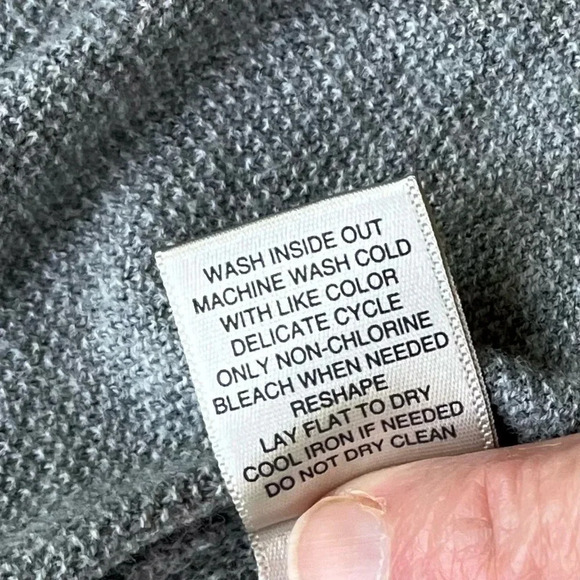 WASH INSIDE OUT
MACHINE WASH COLD
WITH LIKE COLOR
DELICATE CYCLE
ONLY NON-CHLORINE
BLEACH WHEN NEEDED
RESHAPE
LAY FLAT TO DRY
COOL IRON IF NEEDED
DO NOT DRY CLEAN